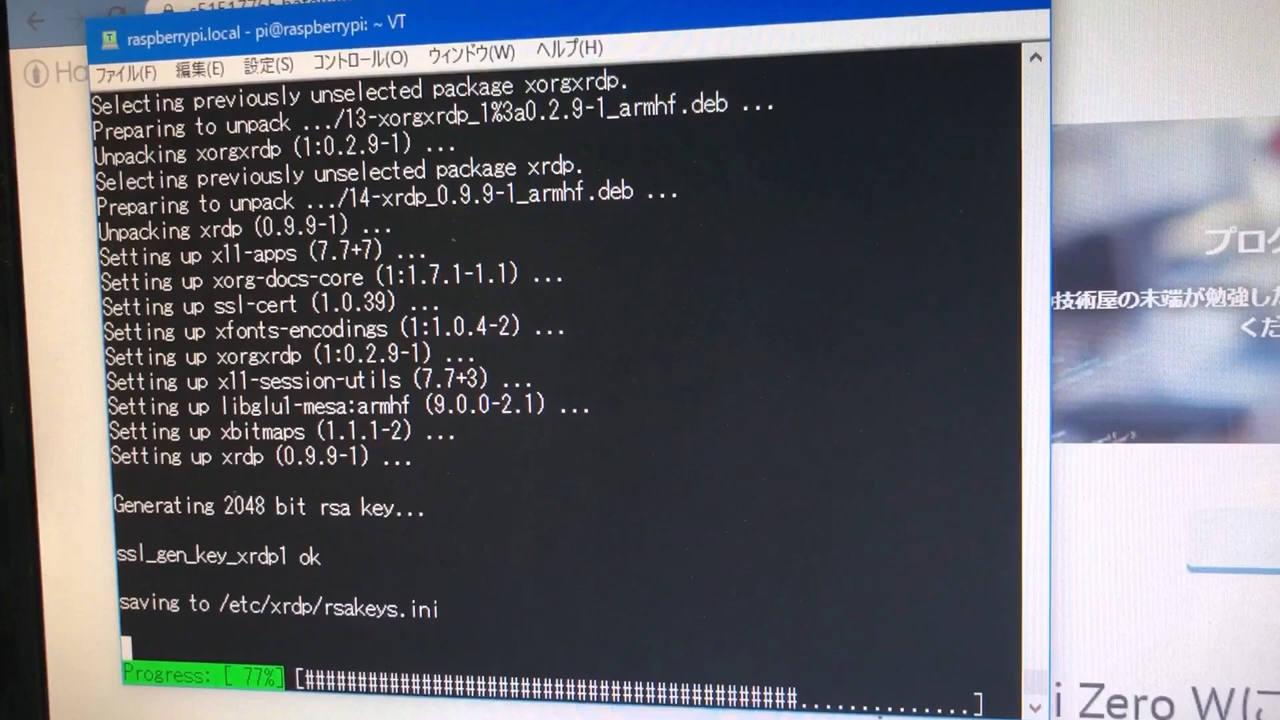 raspberrypi.local - pi@raspberrypi: ~ VT
ファイル(F) 編集(E) 設定(S) コントロール(O) ウィンドウ(W) ヘルプ(H)
Selecting previously unselected package xorgxrdp.
Preparing to unpack .../13-xorgxrdp_1%3a0.2.9-1_armhf.deb ...
Unpacking xorgxrdp (1:0.2.9-1) ...
Selecting previously unselected package xrdp.
Preparing to unpack .../14-xrdp_0.9.9-1_armhf.deb ...
Unpacking xrdp (0.9.9-1) ...
Setting up x11-apps (7.7+7) ...
Setting up xorg-docs-core (1:1.7.1-1.1) ...
Setting up ssl-cert (1.0.39) ...
Setting up xfonts-encodings (1:1.0.4-2) ...
Setting up xorgxrdp (1:0.2.9-1) ...
Setting up x11-session-utils (7.7+3) ...
Setting up libglu1-mesa:armhf (9.0.0-2.1) ...
Setting up xbitmaps (1.1.1-2) ...
Setting up xrdp (0.9.9-1) ...
Generating 2048 bit rsa key...
ssl_gen_key_xrdp1 ok
saving to /etc/xrdp/rsakeys.ini
Progress: [ 77%] [###############################################..............]
Ho
プログ
技術屋の末端が勉強した
くだ
i Zero Wに